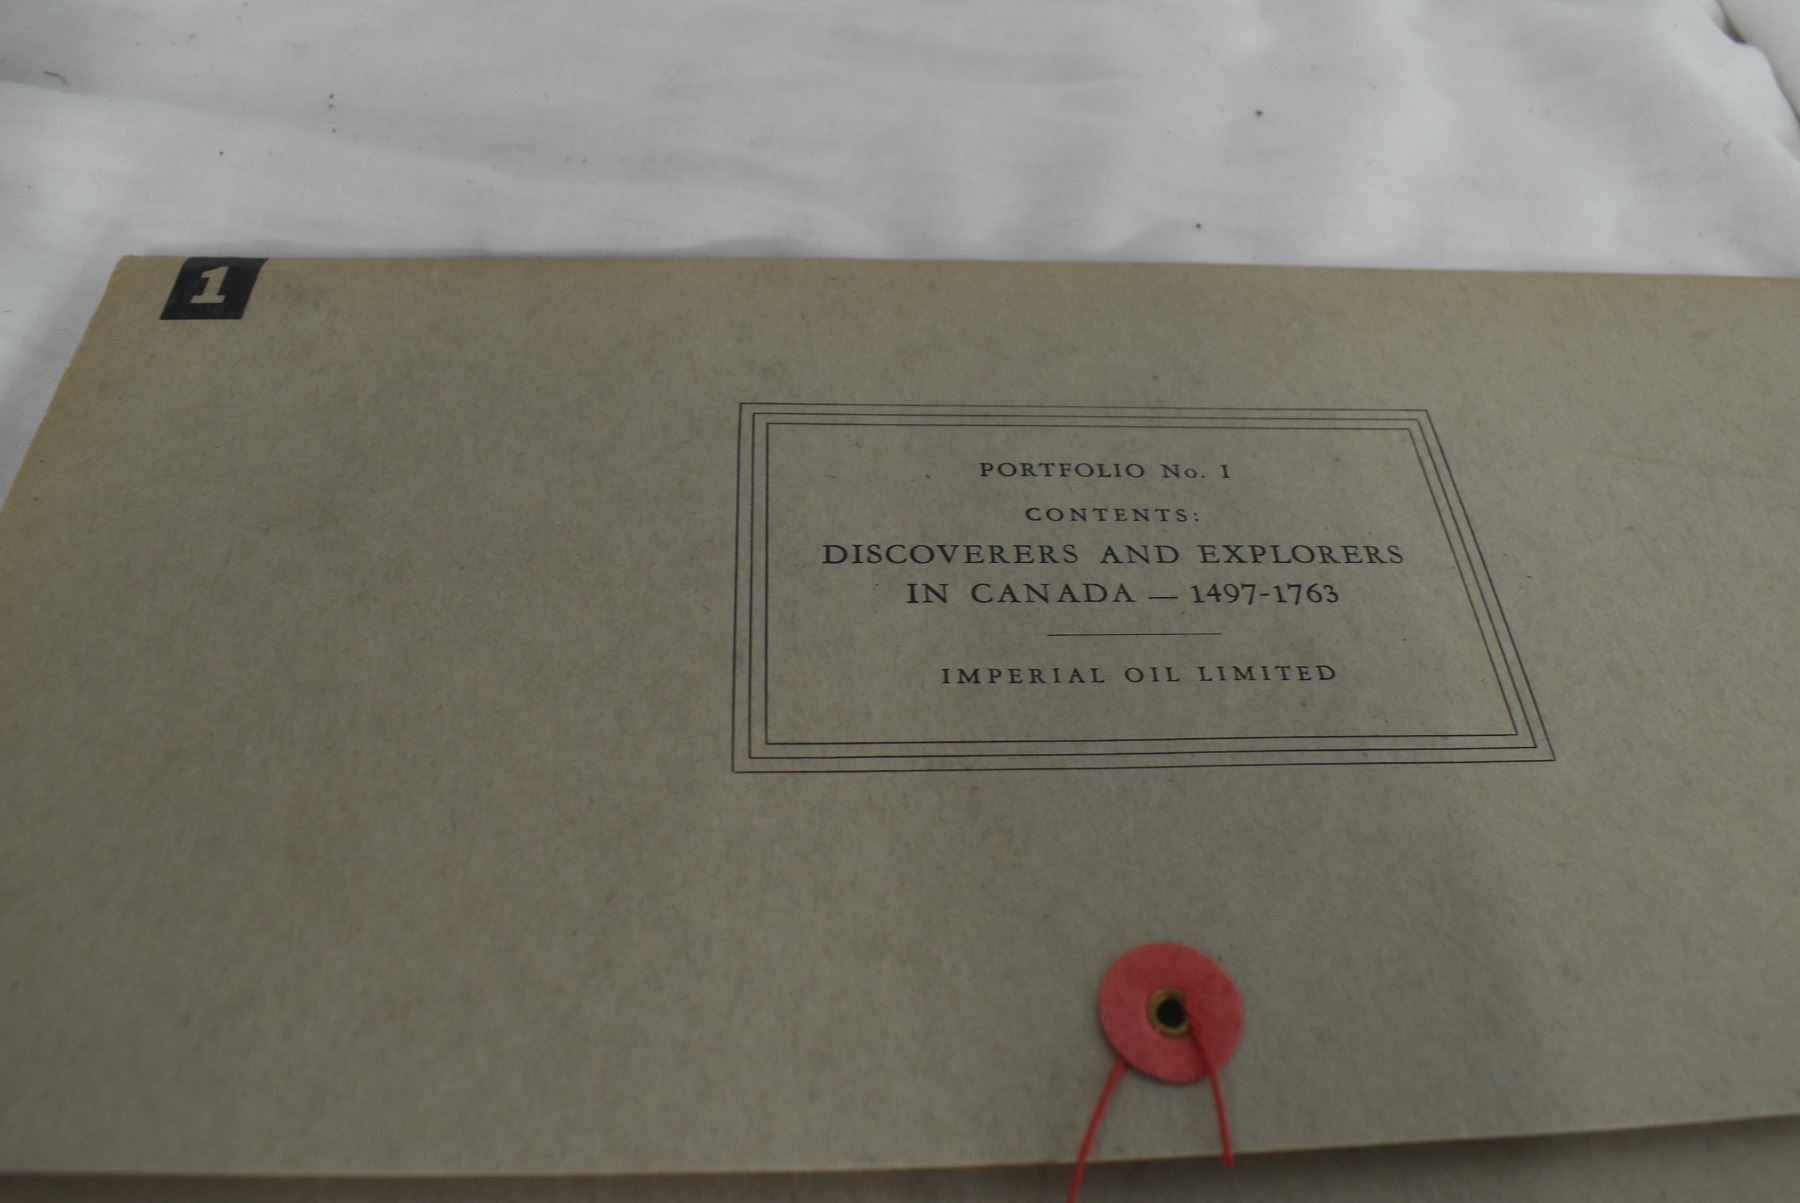 1
PORTFOLIO No. I
CONTENTS:
DISCOVERERS AND EXPLORERS
IN CANADA — 1497-1763
IMPERIAL OIL LIMITED